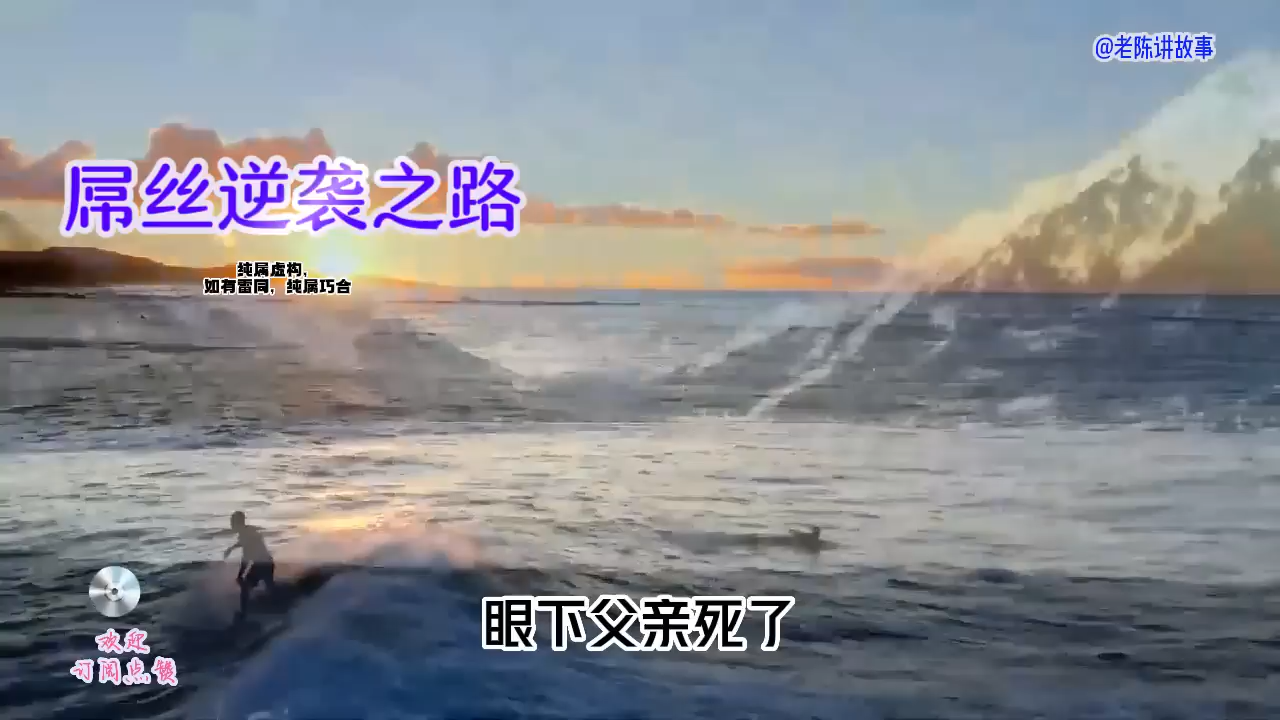 @老陈讲故事
屌丝逆袭之路
纯属虚构，
如有雷同，纯属巧合
眼下父亲死了
欢迎
订阅点赞